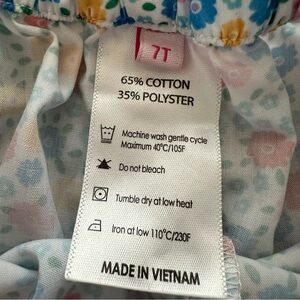 7T
65% COTTON
35% POLYSTER
Machine wash gentle cycle
Maximum 40°C/105F
Do not bleach
Tumble dry at low heat
Iron at low 110°C/230F
MADE IN VIETNAM